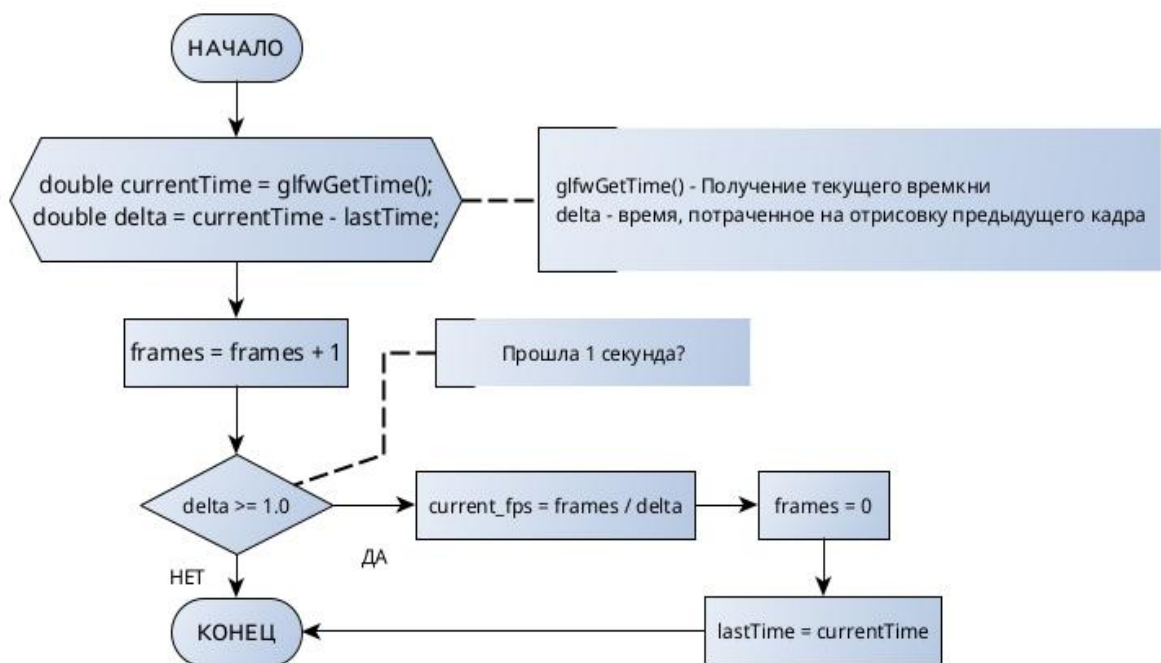 НАЧАЛО
double currentTime = glfwGetTime();
double delta = currentTime - lastTime;
glfwGetTime() - Получение текущего времкни
delta - время, потраченное на отрисовку предыдущего кадра
frames = frames + 1
Прошла 1 секунда?
delta >= 1.0
current_fps = frames / delta
frames = 0
ДА
НЕТ
КОНЕЦ
lastTime = currentTime